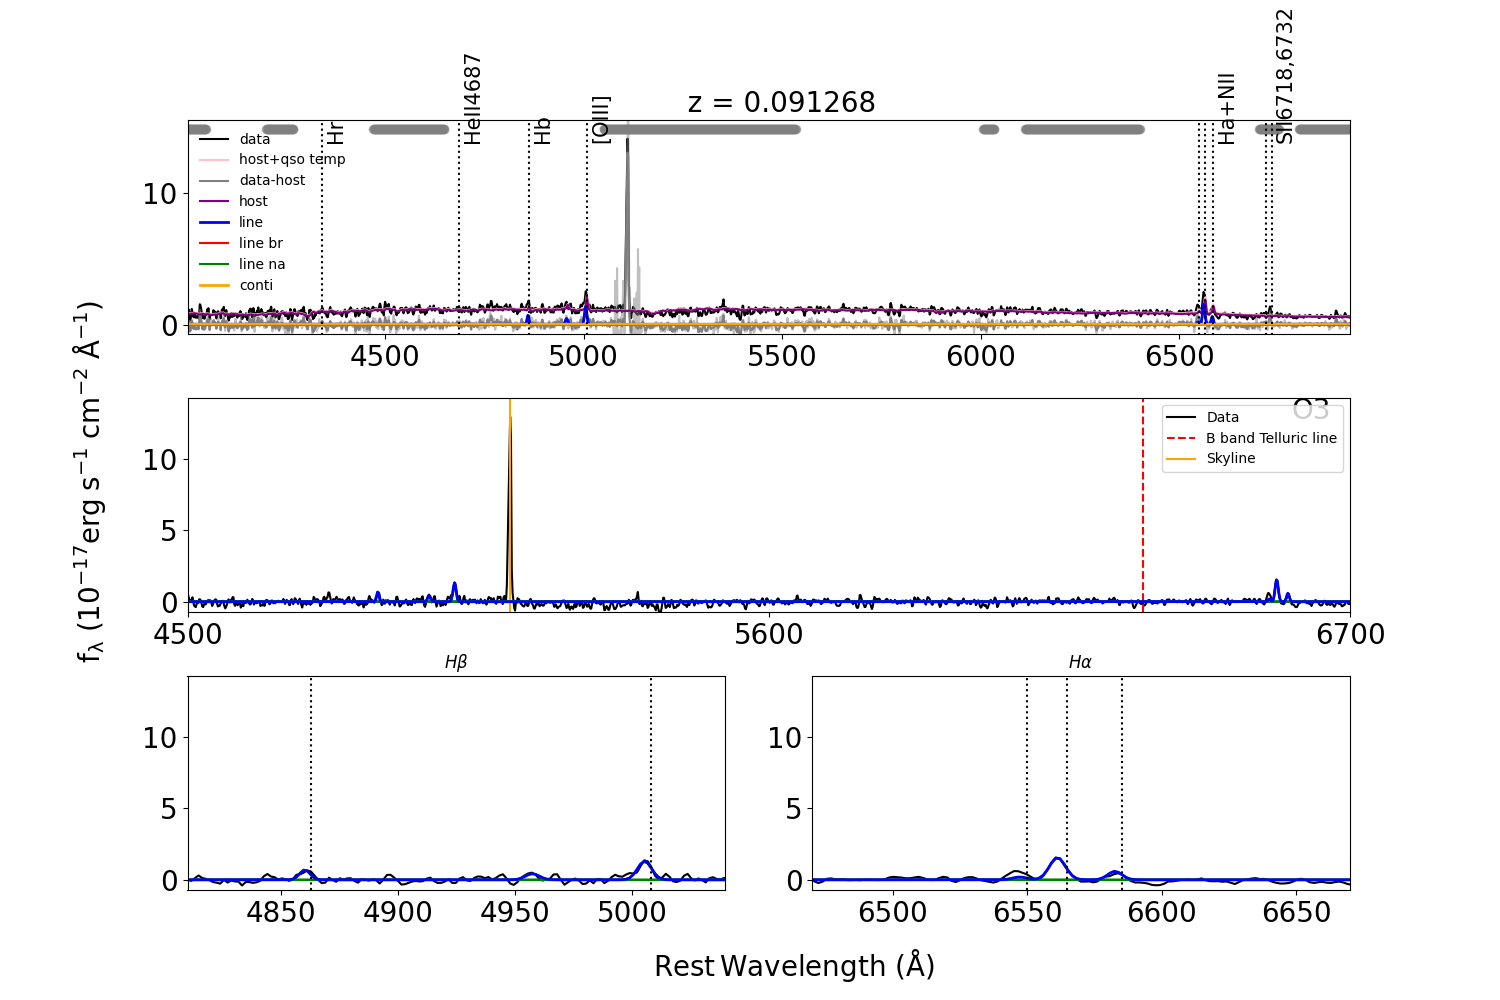 z = 0.091268
Hr
HeII4687
Hb
[OIII]
Ha+NII
SII6718,6732
data
host+qso temp
data-host
host
line
line br
line na
conti
10
0
4500 5000 5500 6000 6500
f_λ (10^−17 erg s^−1 cm^−2 Å^−1)
O3
Data
B band Telluric line
Skyline
10
5
0
4500 5600 6700
Hβ
10
5
0
4850 4900 4950 5000
Hα
10
5
0
6500 6550 6600 6650
Rest Wavelength (Å)